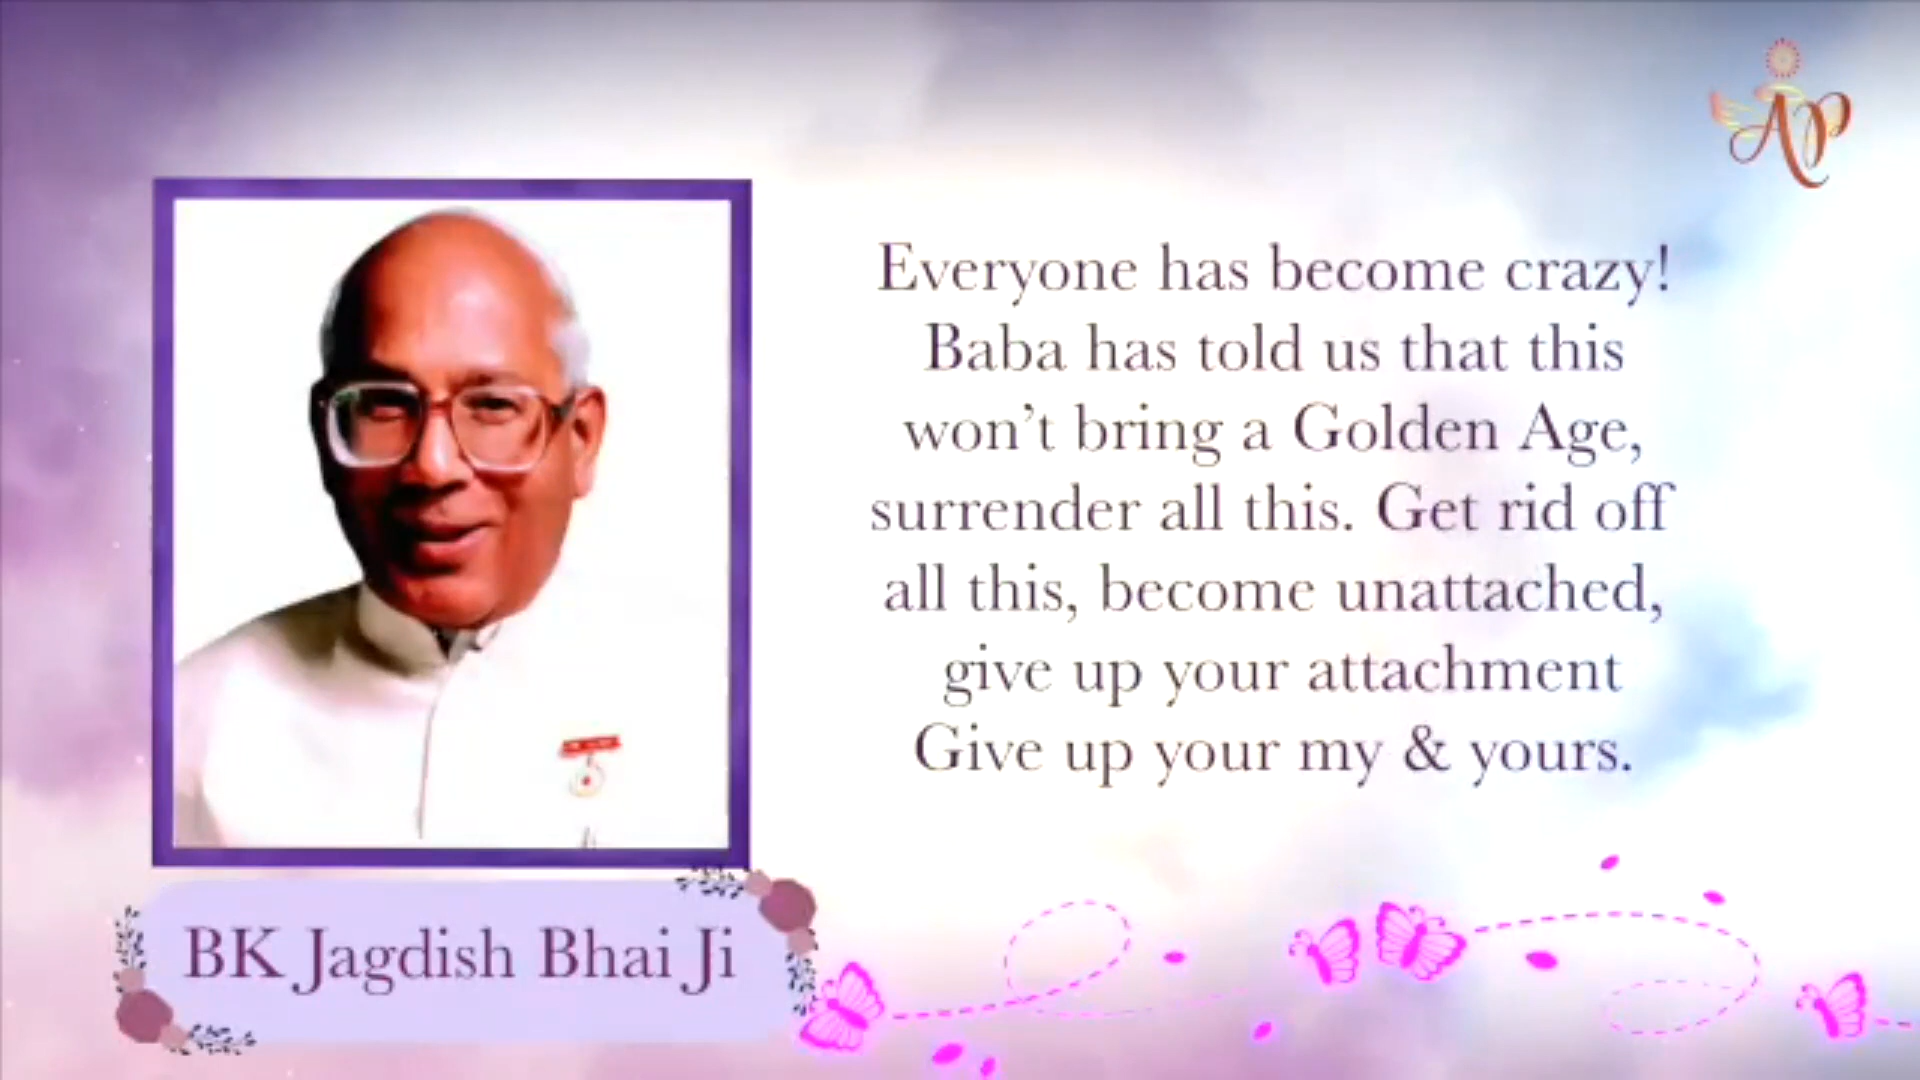 AP
Everyone has become crazy!
Baba has told us that this
won't bring a Golden Age,
surrender all this. Get rid off
all this, become unattached,
give up your attachment
Give up your my & yours.
BK Jagdish Bhai Ji